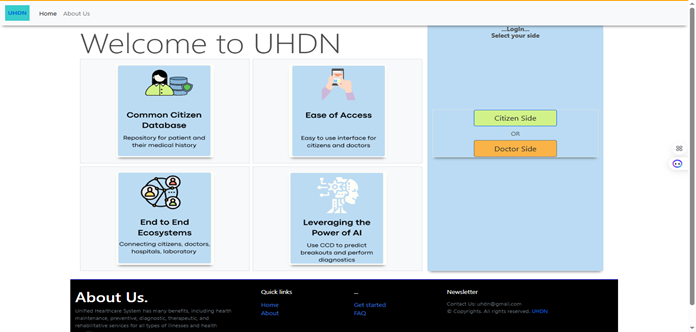 UHDN
Home
About Us
Welcome to UHDN
Common Citizen
Database
Repository for patient and
their medical history
Ease of Access
Easy to use interface for
citizens and doctors
End to End
Ecosystems
Connecting citizens, doctors,
hospitals, laboratory
Leveraging the
Power of AI
Use CCD to predict
breakouts and perform
diagnostics
...Login...
Select your side
Citizen Side
OR
Doctor Side
About Us.
Unified Healthcare System has many benefits, including health
maintenance, preventive, diagnostic, therapeutic, and
rehabilitative services for all types of illnesses and health
Quick links
Home
About
...
Get started
FAQ
Newsletter
Contact Us: uhdn@gmail.com
© Copyrights. All rights reserved. UHDN